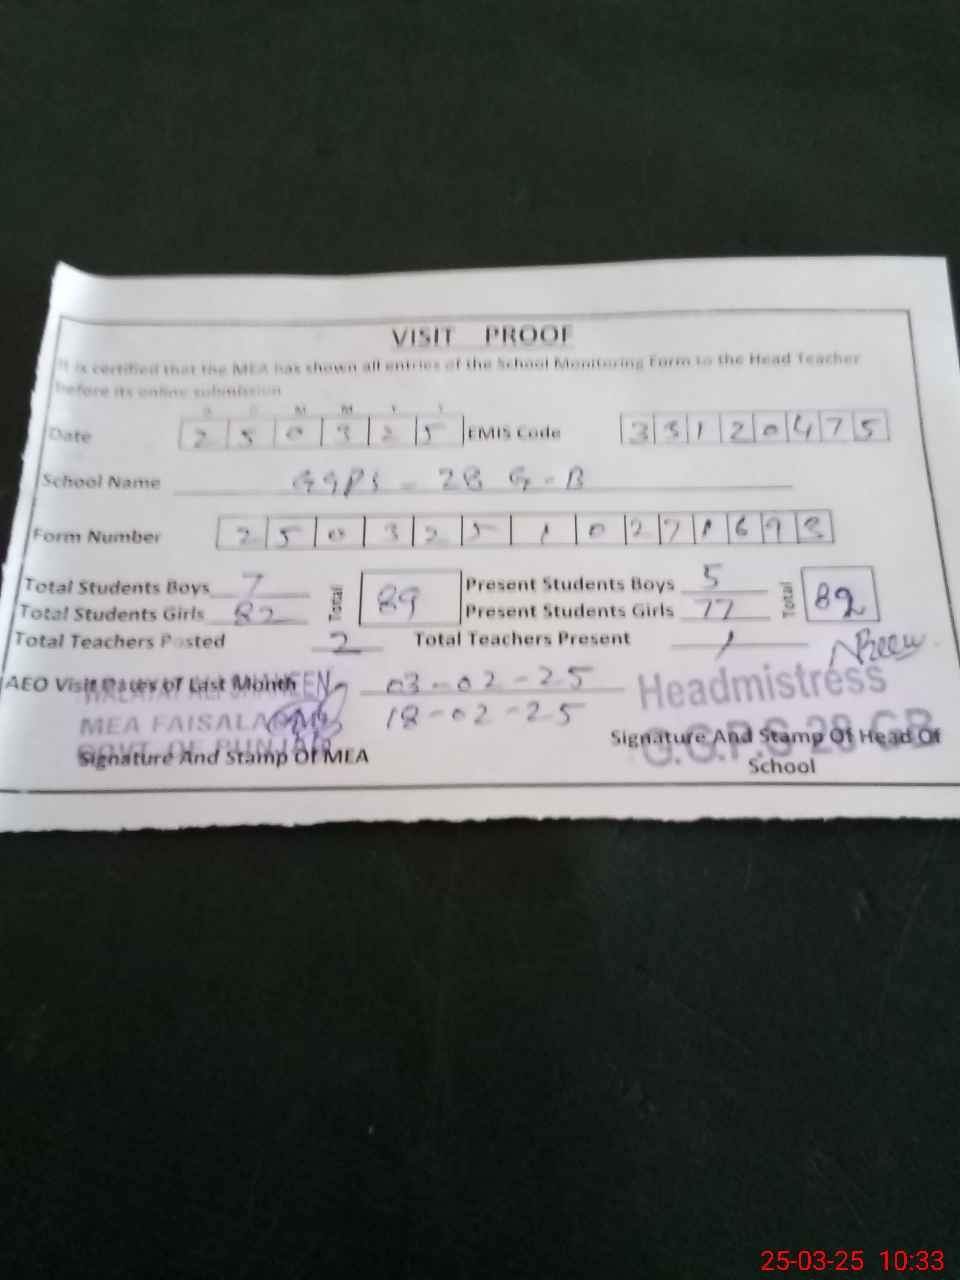 VISIT PROOF
It is certified that the MEA has shown all entries of the School Monitoring Form to the Head Teacher
before its online submission
D D M M Y Y
Date 2 5 0 3 2 5 EMIS Code 3 3 1 2 0 4 7 5
School Name GGPS - 28 G-B
Form Number 2 5 0 3 2 5 1 0 2 7 1 6 9 3
Total Students Boys 7 Total 89 Present Students Boys 5 Total 82
Total Students Girls 82 Present Students Girls 77
Total Teachers Posted 2 Total Teachers Present 1
AEO Visit Dates of Last Month 03-02-25
18-02-25
MEA FAISALABAD
GOVT. OF PUNJAB
Signature And Stamp Of MEA
Headmistress
G.G.P.S 28 GB
Signature And Stamp Of Head Of
School
25-03-25 10:33